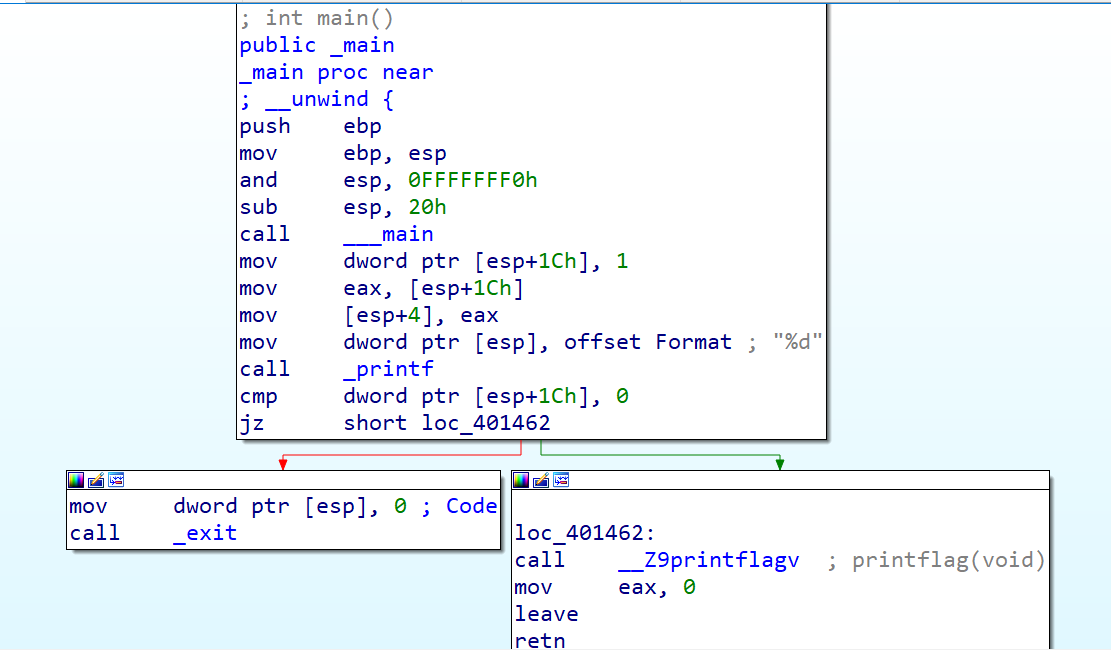 ; int main()
public _main
_main proc near
; __unwind {
push    ebp
mov     ebp, esp
and     esp, 0FFFFFFF0h
sub     esp, 20h
call    ___main
mov     dword ptr [esp+1Ch], 1
mov     eax, [esp+1Ch]
mov     [esp+4], eax
mov     dword ptr [esp], offset Format ; "%d"
call    _printf
cmp     dword ptr [esp+1Ch], 0
jz      short loc_401462
mov     dword ptr [esp], 0 ; Code
call    _exit
loc_401462:
call    __Z9printflagv  ; printflag(void)
mov     eax, 0
leave
retn